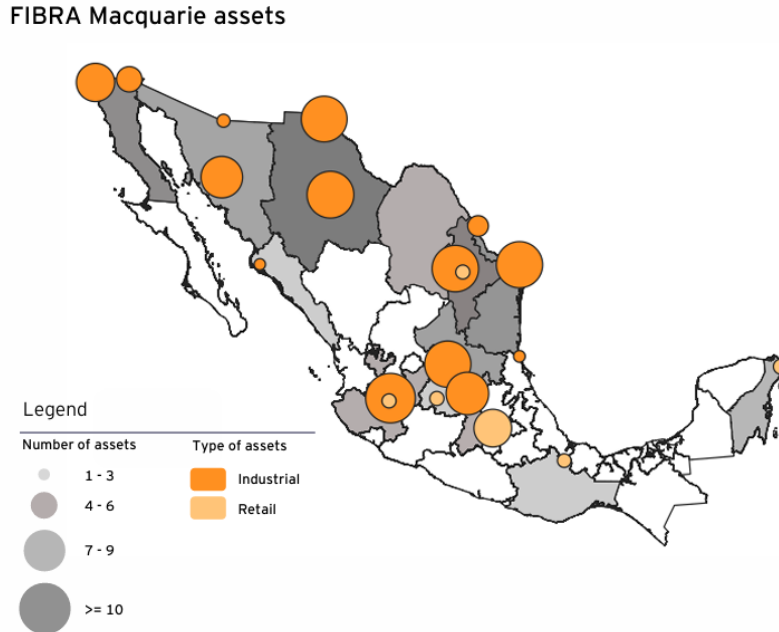 FIBRA Macquarie assets
Legend
Number of assets
Type of assets
1 - 3
Industrial
4 - 6
Retail
7 - 9
>= 10